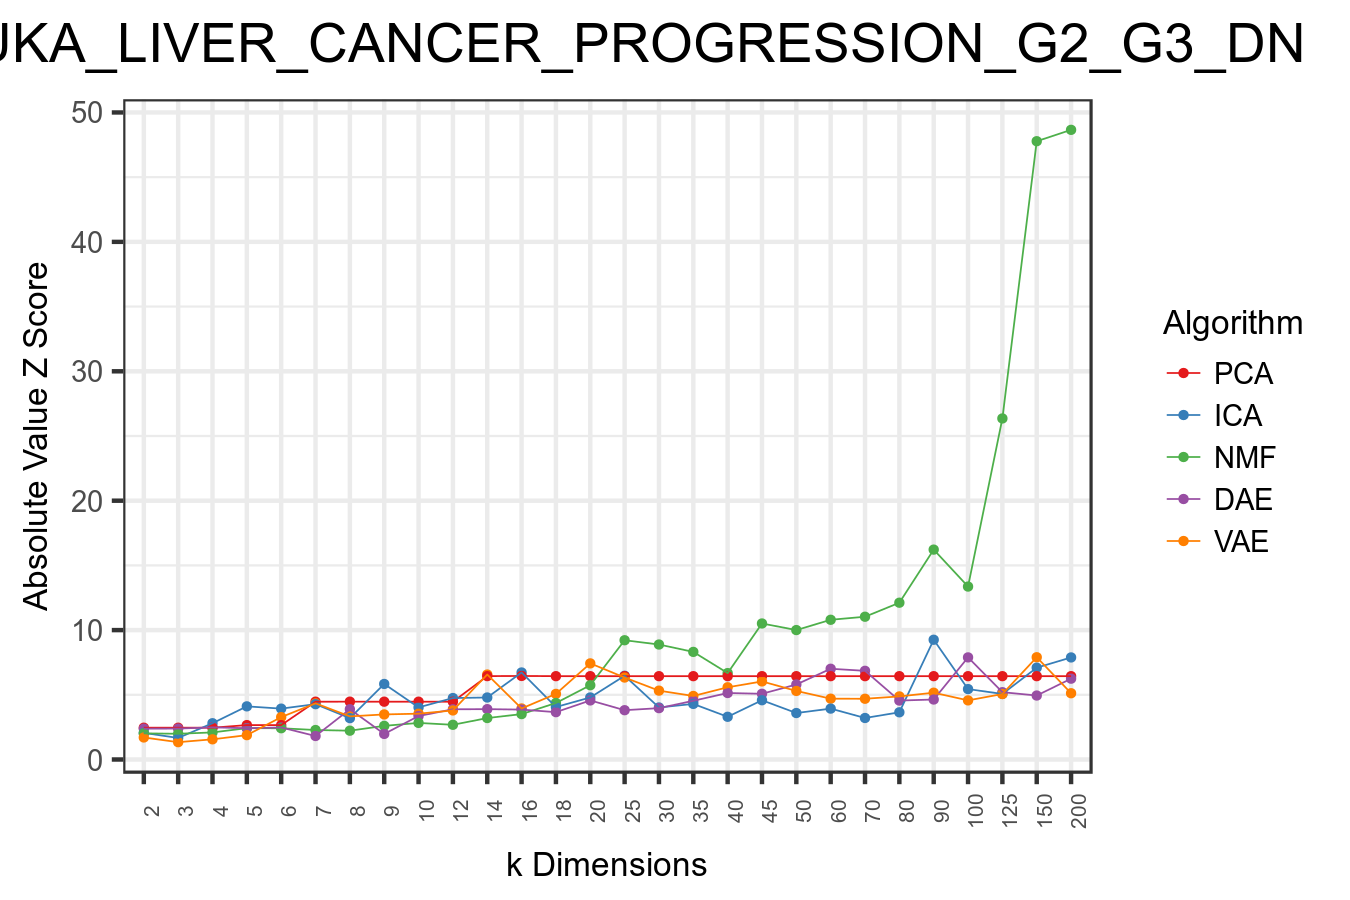 UKA_LIVER_CANCER_PROGRESSION_G2_G3_DN
50
40
30
20
10
0
Absolute Value Z Score
2 3 4 5 6 7 8 9 10 12 14 16 18 20 25 30 35 40 45 50 60 70 80 90 100 125 150 200
k Dimensions
Algorithm
PCA
ICA
NMF
DAE
VAE